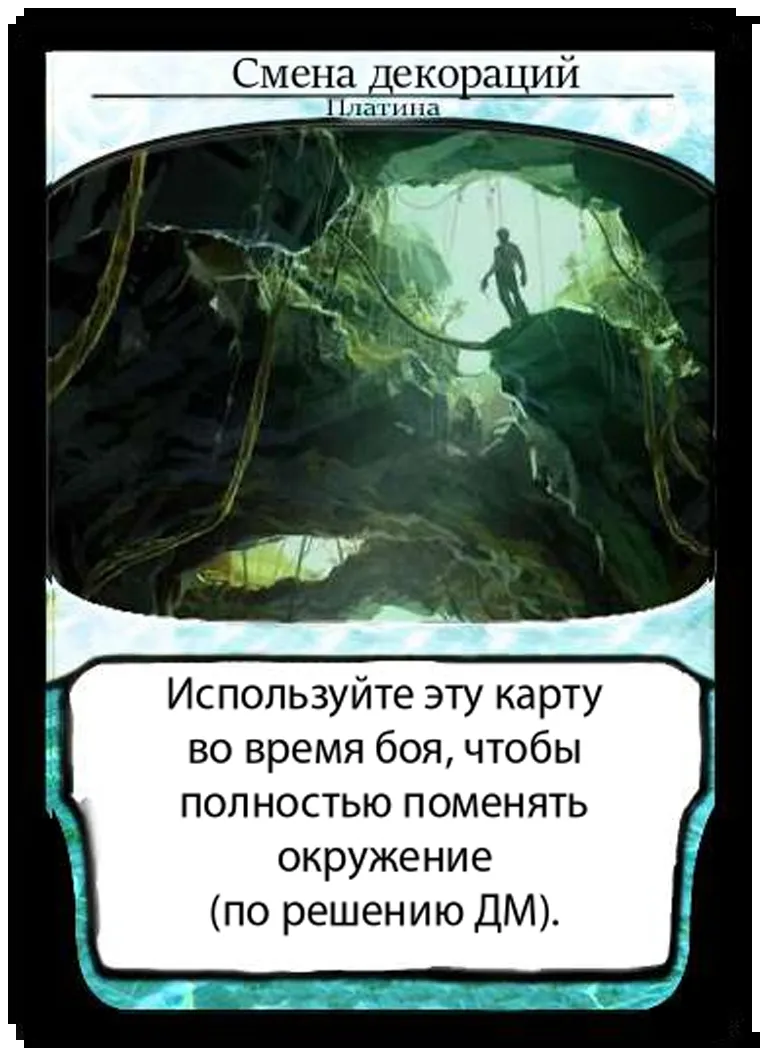 Смена декораций
Платина
Используйте эту карту
во время боя, чтобы
полностью поменять
окружение
(по решению ДМ).